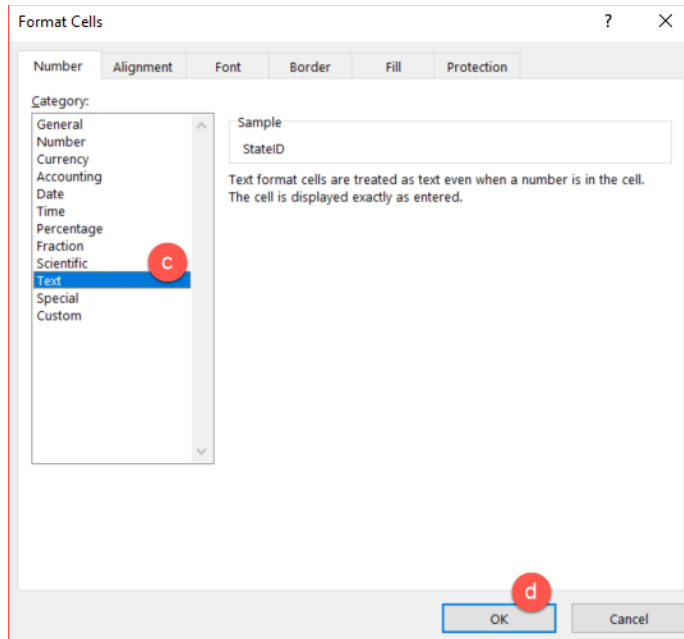 Format Cells ? X
Number Alignment Font Border Fill Protection
Category:
General
Number
Currency
Accounting
Date
Time
Percentage
Fraction
Scientific
Text
Special
Custom
c
Sample
StateID
Text format cells are treated as text even when a number is in the cell.
The cell is displayed exactly as entered.
d
OK Cancel